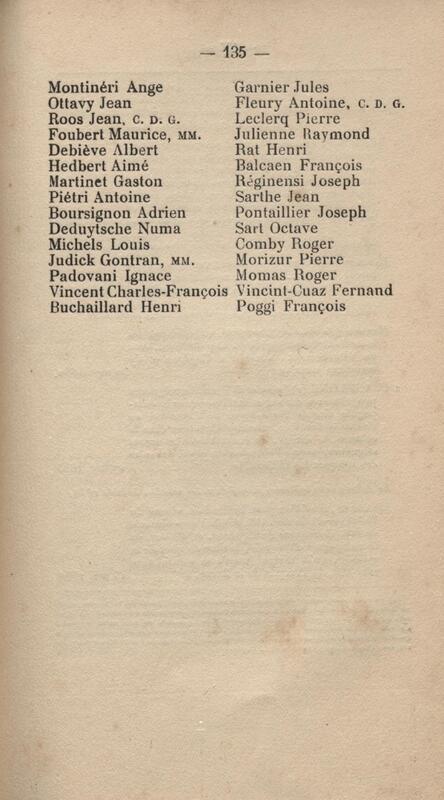 — 135 —
Montinéri Ange
Ottavy Jean
Roos Jean, C. D. G.
Foubert Maurice, MM.
Debiève Albert
Hedbert Aimé
Martinet Gaston
Piétri Antoine
Boursignon Adrien
Deduytsche Numa
Michels Louis
Judick Gontran, MM.
Padovani Ignace
Vincent Charles-François
Buchaillard Henri
Garnier Jules
Fleury Antoine, C. D. G.
Leclerq Pierre
Julienne Raymond
Rat Henri
Balcaen François
Réginensi Joseph
Sarthe Jean
Pontaillier Joseph
Sart Octave
Comby Roger
Morizur Pierre
Momas Roger
Vincint-Cuaz Fernand
Poggi François